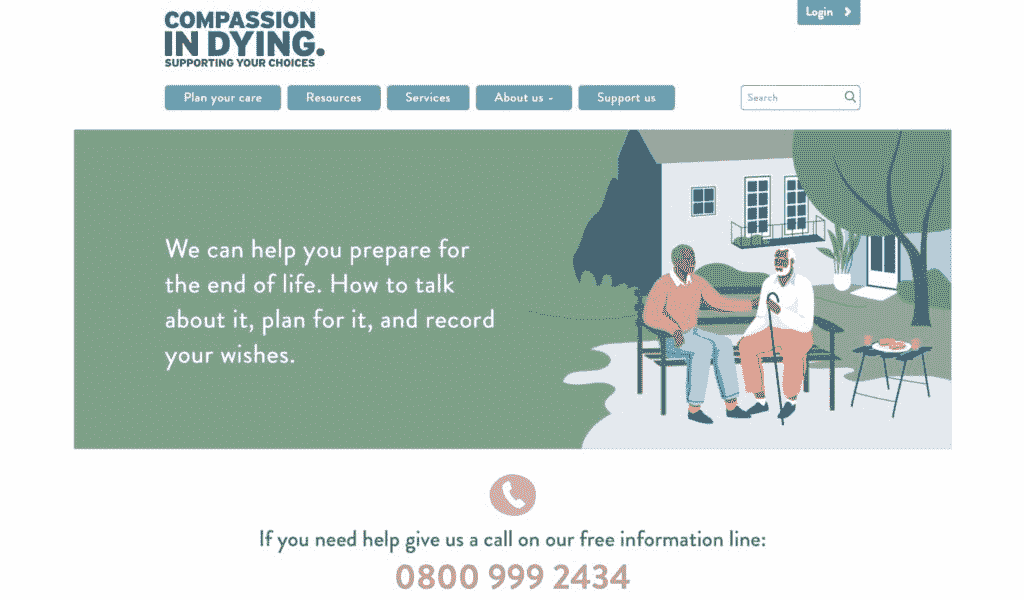 COMPASSION
IN DYING.
SUPPORTING YOUR CHOICES
Login
Plan your care
Resources
Services
About us
Support us
Search
We can help you prepare for
the end of life. How to talk
about it, plan for it, and record
your wishes.
If you need help give us a call on our free information line:
0800 999 2434